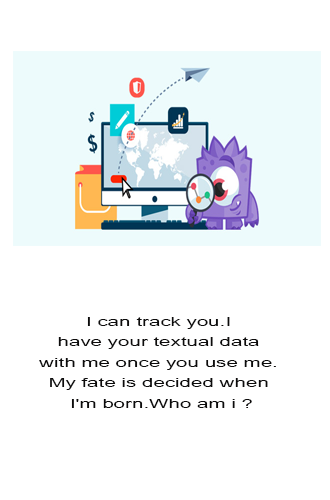 $
$
I can track you.I
have your textual data
with me once you use me.
My fate is decided when
I'm born.Who am i ?